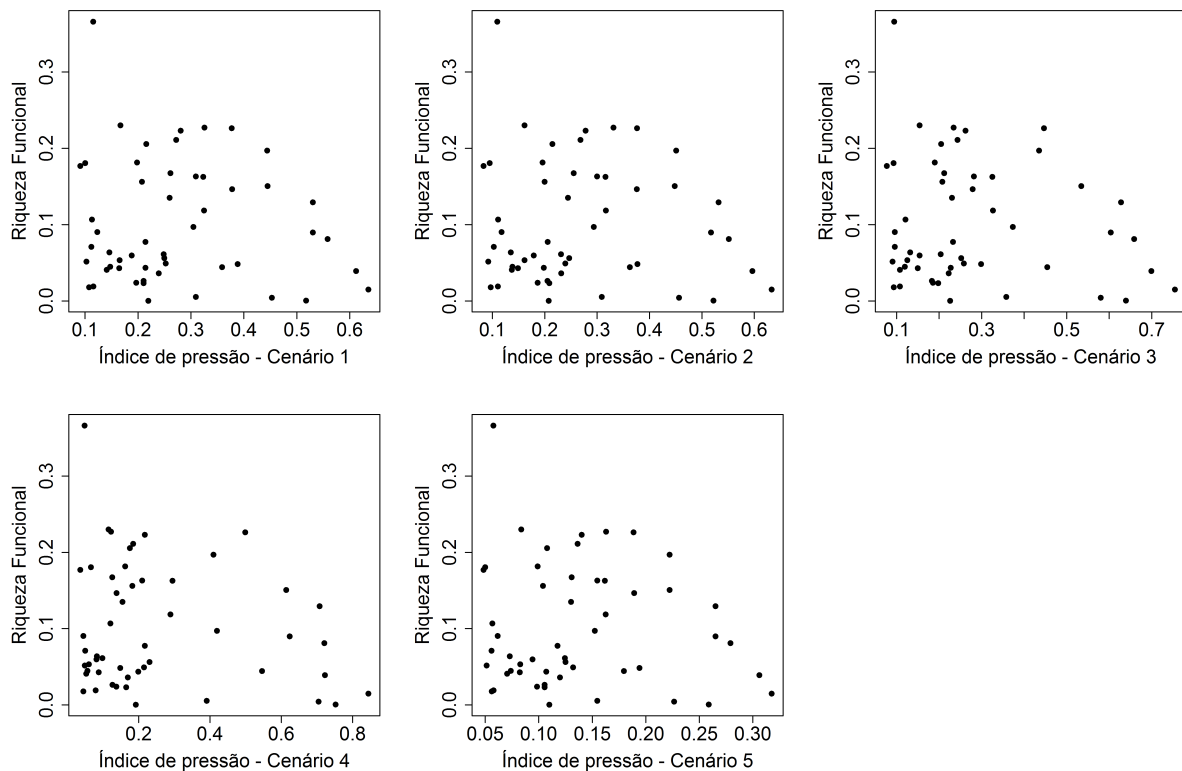 Riqueza Funcional
0.0 0.1 0.2 0.3
0.1 0.2 0.3 0.4 0.5 0.6
Índice de pressão - Cenário 1
Riqueza Funcional
0.0 0.1 0.2 0.3
0.1 0.2 0.3 0.4 0.5 0.6
Índice de pressão - Cenário 2
Riqueza Funcional
0.0 0.1 0.2 0.3
0.1 0.3 0.5 0.7
Índice de pressão - Cenário 3
Riqueza Funcional
0.0 0.1 0.2 0.3
0.2 0.4 0.6 0.8
Índice de pressão - Cenário 4
Riqueza Funcional
0.0 0.1 0.2 0.3
0.05 0.10 0.15 0.20 0.25 0.30
Índice de pressão - Cenário 5